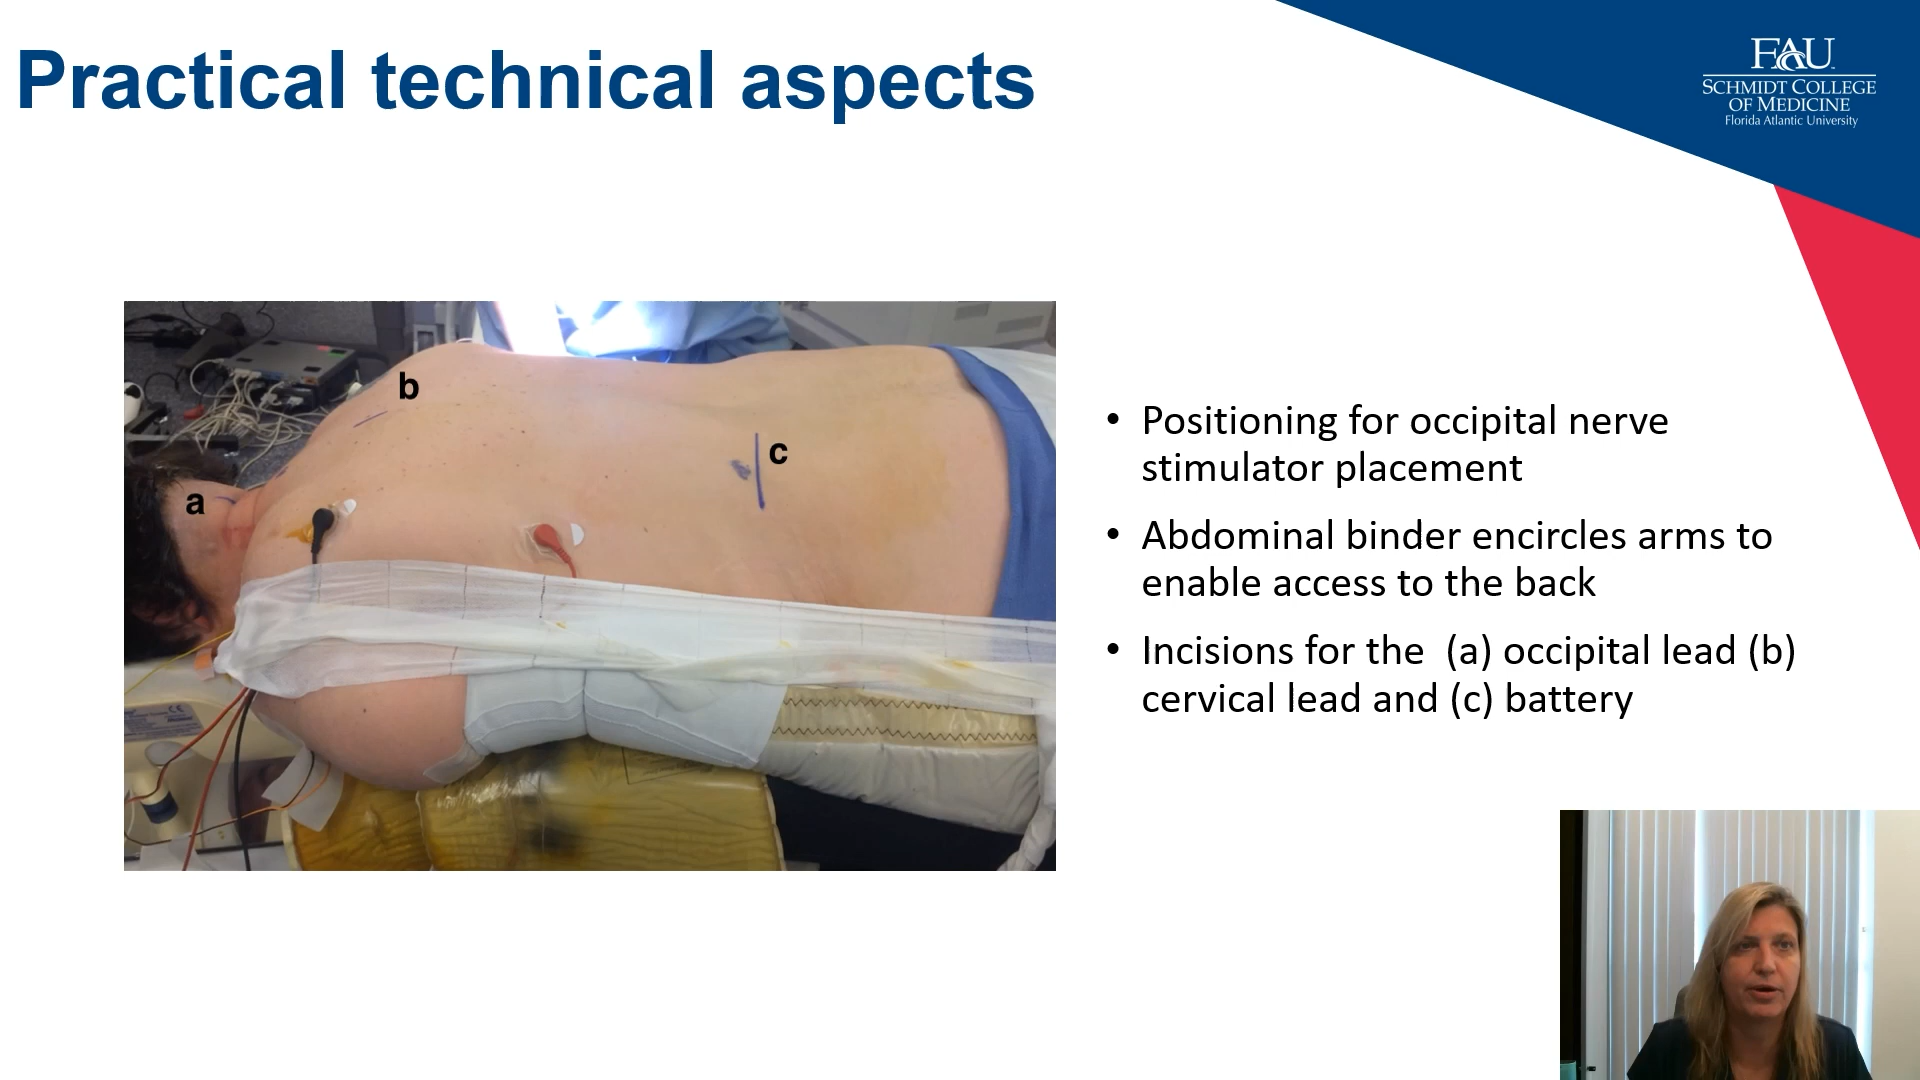 Practical technical aspects
FAU
SCHMIDT COLLEGE
OF MEDICINE
Florida Atlantic University
b
c
a
• Positioning for occipital nerve
stimulator placement
• Abdominal binder encircles arms to
enable access to the back
• Incisions for the  (a) occipital lead (b)
cervical lead and (c) battery